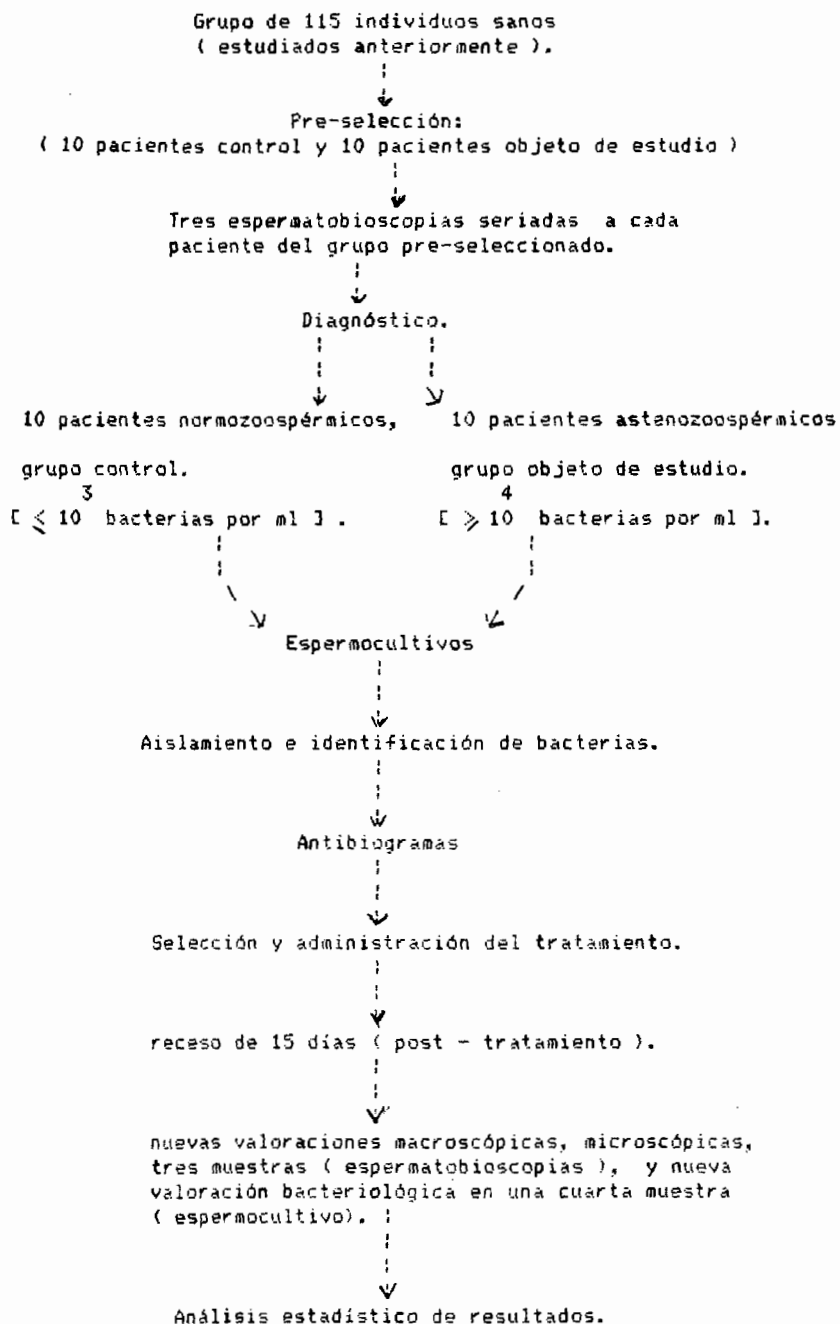 Grupo de 115 individuos sanos
( estudiados anteriormente ).
Pre-selección:
( 10 pacientes control y 10 pacientes objeto de estudio )
Tres espermatobioscopias seriadas a cada
paciente del grupo pre-seleccionado.
Diagnóstico.
10 pacientes normozoospérmicos, 10 pacientes astenozoospérmicos
grupo control. grupo objeto de estudio.
3 4
[ ≤ 10 bacterias por ml ] . [ ≥ 10 bacterias por ml ].
Espermocultivos
Aislamiento e identificación de bacterias.
Antibiogramas
Selección y administración del tratamiento.
receso de 15 días ( post - tratamiento ).
nuevas valoraciones macroscópicas, microscópicas,
tres muestras ( espermatobioscopias ), y nueva
valoración bacteriológica en una cuarta muestra
( espermocultivo).
Análisis estadístico de resultados.